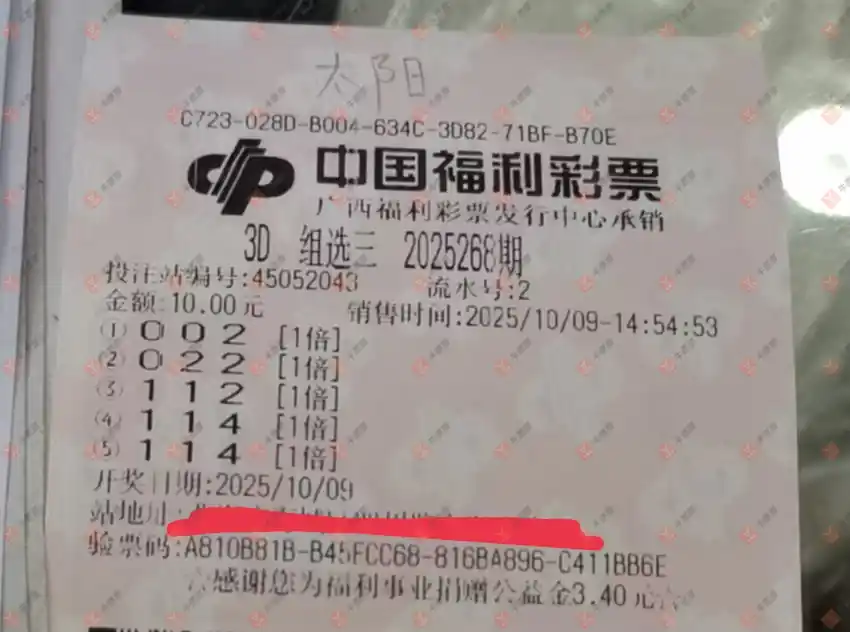 太阳
C723-028D-B004-634C-3D82-71BF-B70E
中国福利彩票
广西福利彩票发行中心承销
3D 组选三 2025268期
投注站编号:45052043 流水号:2
金额:10.00元 销售时间:2025/10/09-14:54:53
① 0 0 2 [1倍]
② 0 2 2 [1倍]
③ 1 1 2 [1倍]
④ 1 1 4 [1倍]
⑤ 1 1 4 [1倍]
开奖日期:2025/10/09
站地址:
验票码:A810B81B-B45FCC68-816BA896-C411BB6E
感谢您为福利事业捐赠公益金3.40元